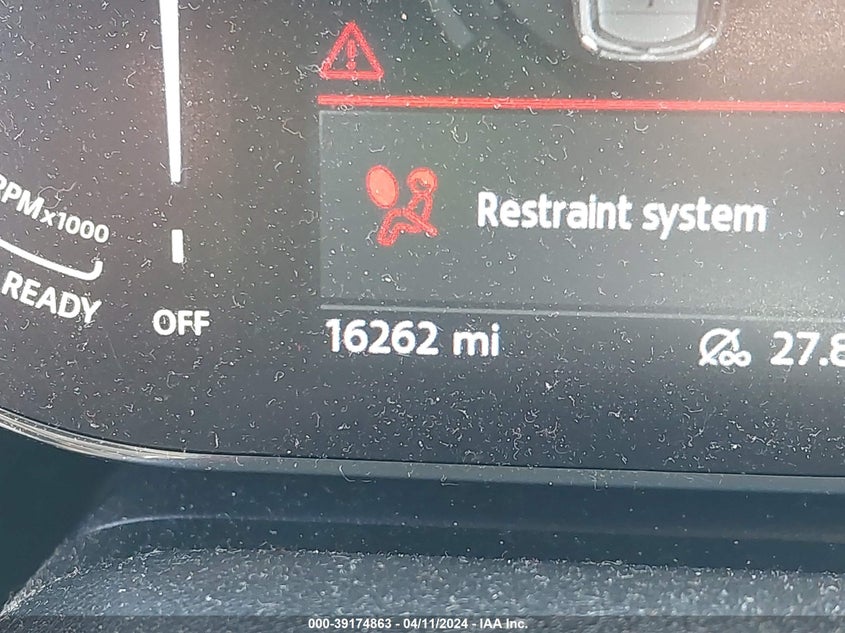 RPMx1000
READY
OFF
Restraint system
16262 mi
27.8
000-39174863 - 04/11/2024 - IAA Inc.